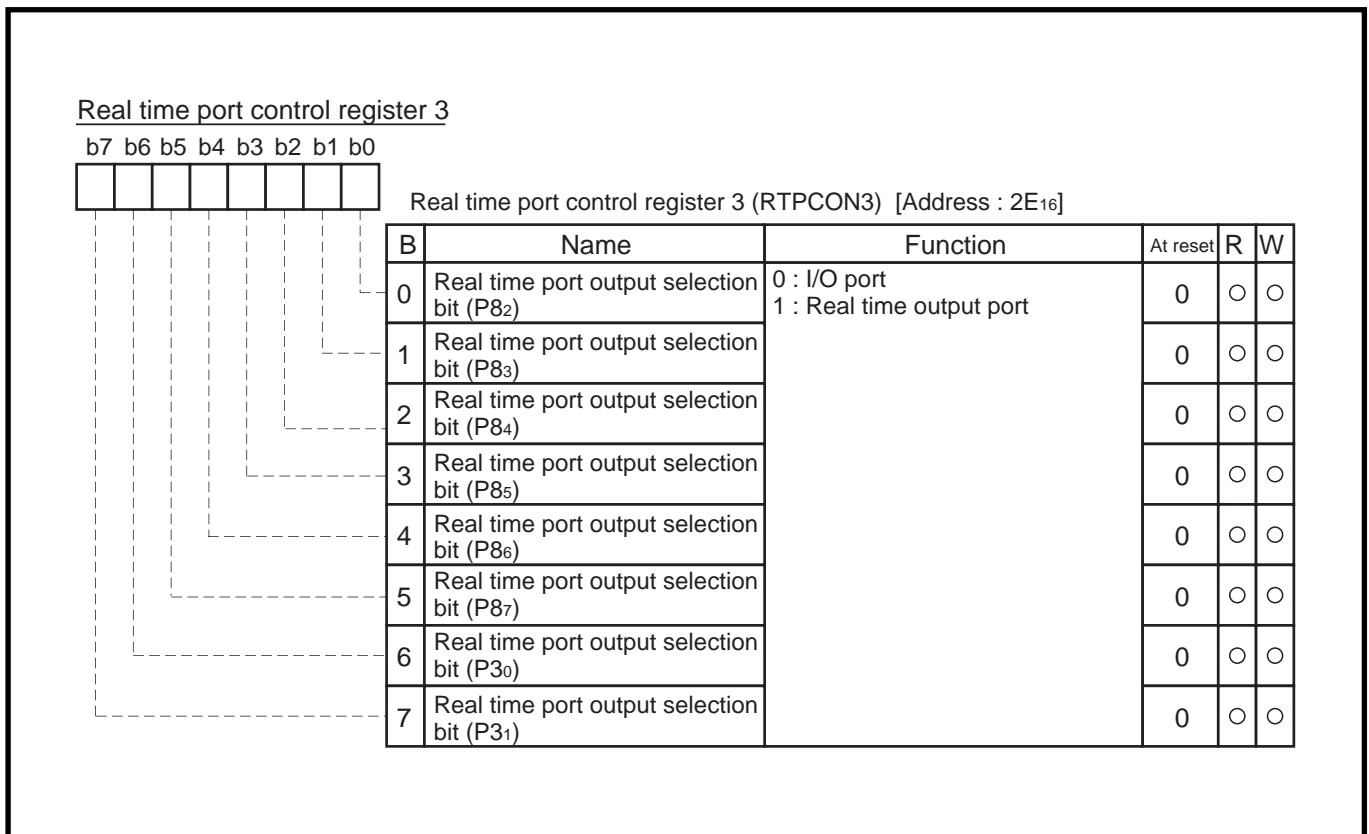 Real time port control register 3
b7 b6 b5 b4 b3 b2 b1 b0
Real time port control register 3 (RTPCON3) [Address : 2E₁₆]
B Name Function At reset R W
0 Real time port output selection bit (P8₂) 0 : I/O port 0 ○ ○
1 : Real time output port
1 Real time port output selection bit (P8₃) 0 ○ ○
2 Real time port output selection bit (P8₄) 0 ○ ○
3 Real time port output selection bit (P8₅) 0 ○ ○
4 Real time port output selection bit (P8₆) 0 ○ ○
5 Real time port output selection bit (P8₇) 0 ○ ○
6 Real time port output selection bit (P3₀) 0 ○ ○
7 Real time port output selection bit (P3₁) 0 ○ ○